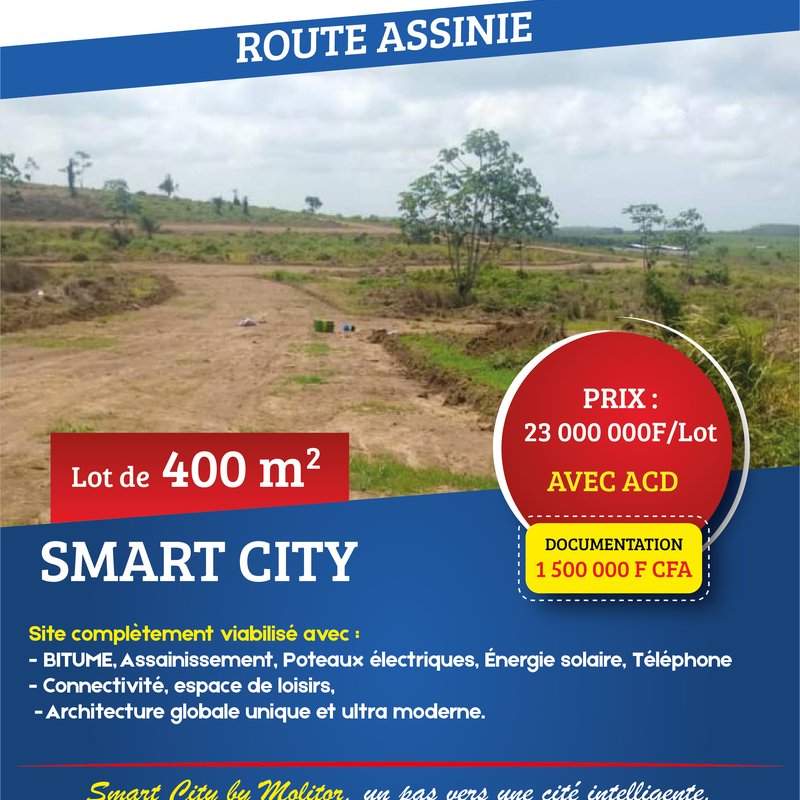 ROUTE ASSINIE
PRIX :
23 000 000F/Lot
AVEC ACD
DOCUMENTATION
1 500 000 F CFA
Lot de 400 m²
SMART CITY
Site complètement viabilisé avec :
- BITUME, Assainissement, Poteaux électriques, Énergie solaire, Téléphone
- Connectivité, espace de loisirs,
- Architecture globale unique et ultra moderne.
Smart City by Molitor, un pas vers une cité intelligente.